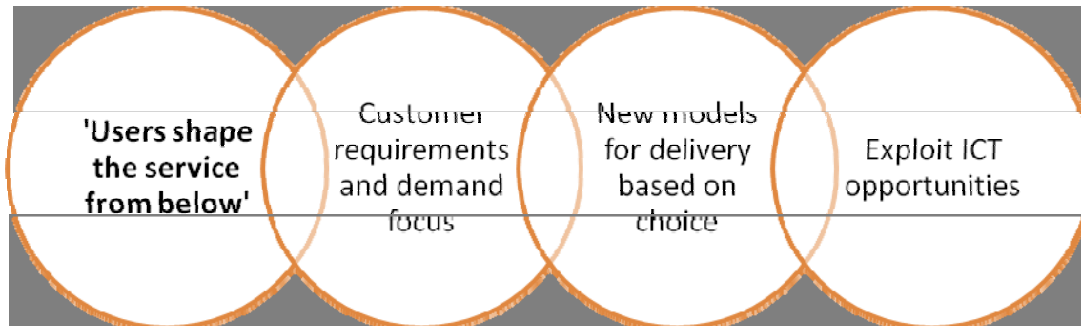 'Users shape
the service
from below'
Customer
requirements
and demand
focus
New models
for delivery
based on
choice
Exploit ICT
opportunities